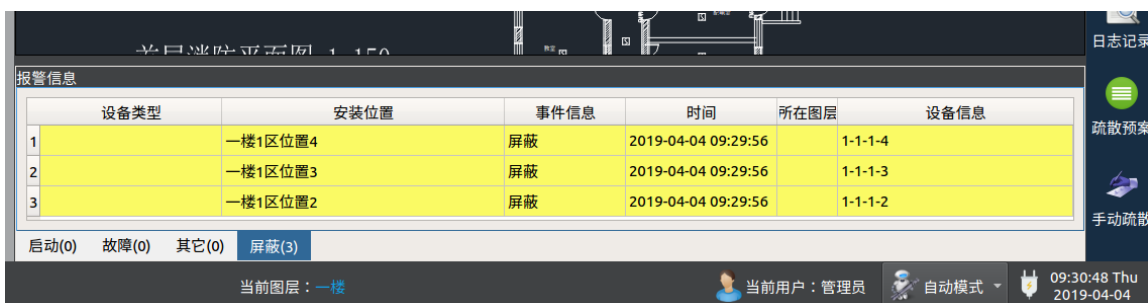 首层消防平面图 1 150
日志记录
报警信息
设备类型 安装位置 事件信息 时间 所在图层 设备信息
1 一楼1区位置4 屏蔽 2019-04-04 09:29:56 1-1-1-4
2 一楼1区位置3 屏蔽 2019-04-04 09:29:56 1-1-1-3
3 一楼1区位置2 屏蔽 2019-04-04 09:29:56 1-1-1-2
疏散预案
手动疏散
启动(0) 故障(0) 其它(0) 屏蔽(3)
当前图层：一楼 当前用户：管理员 自动模式 09:30:48 Thu
2019-04-04